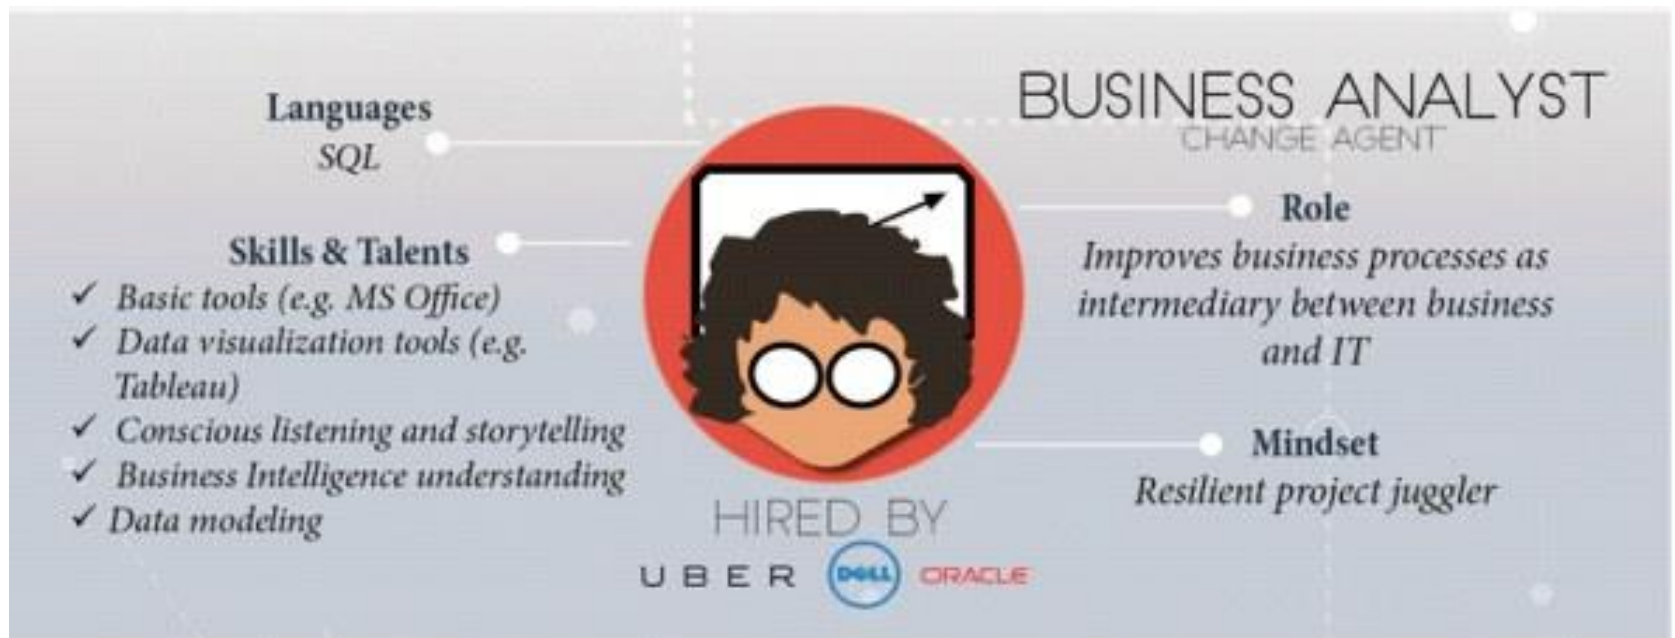 BUSINESS ANALYST
"CHANGE AGENT"
Languages
SQL
Skills & Talents
✓ Basic tools (e.g. MS Office)
✓ Data visualization tools (e.g.
Tableau)
✓ Conscious listening and storytelling
✓ Business Intelligence understanding
✓ Data modeling
Role
Improves business processes as
intermediary between business
and IT
Mindset
Resilient project juggler
HIRED BY
UBER DELL ORACLE